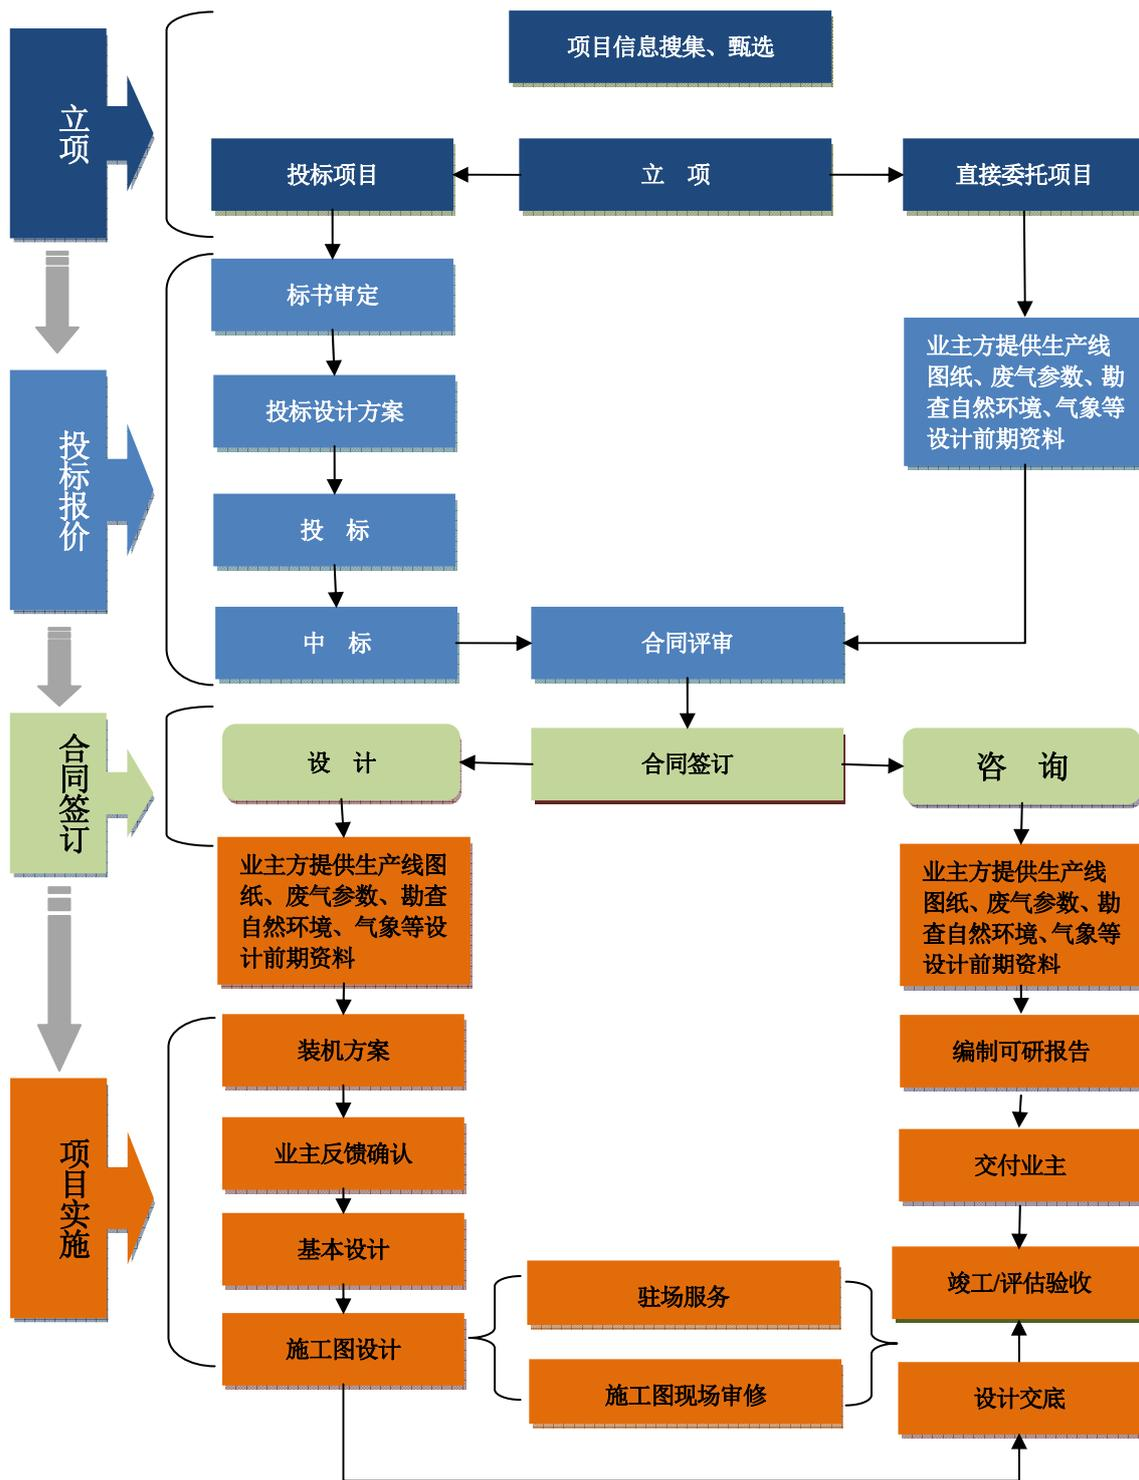 立项
项目信息搜集、甄选
投标项目
立 项
直接委托项目
投标报价
标书审定
投标设计方案
投 标
中 标
业主方提供生产线
图纸、废气参数、勘
查自然环境、气象等
设计前期资料
合同评审
合同签订
设 计
合同签订
咨 询
业主方提供生产线图
纸、废气参数、勘查
自然环境、气象等设
计前期资料
业主方提供生产线
图纸、废气参数、勘
查自然环境、气象等
设计前期资料
项目实施
装机方案
业主反馈确认
基本设计
施工图设计
驻场服务
施工图现场审修
编制可研报告
交付业主
竣工/评估验收
设计交底